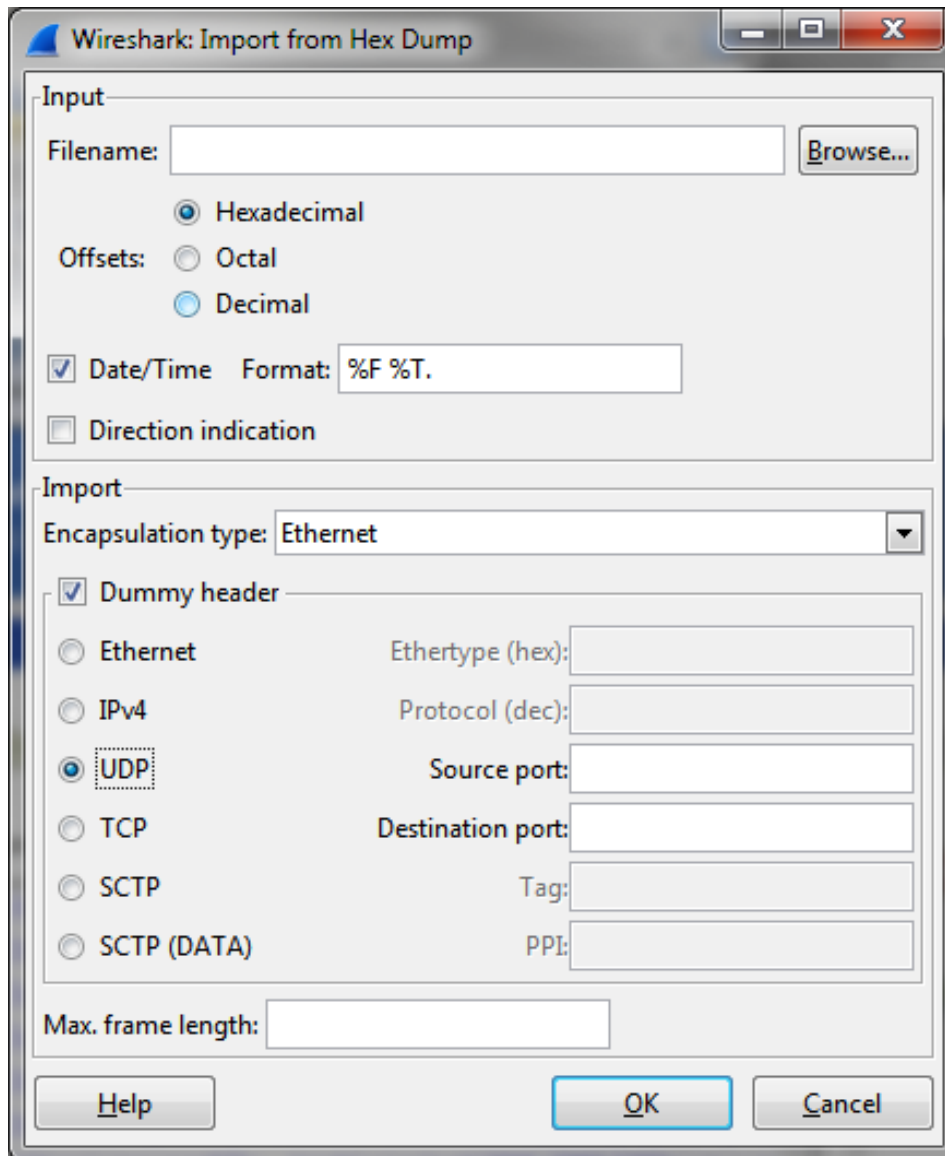 Wireshark: Import from Hex Dump
Input
Filename: Browse...
Hexadecimal
Offsets: Octal
Decimal
Date/Time Format: %F %T.
Direction indication
Import
Encapsulation type: Ethernet
Dummy header
Ethernet Ethertype (hex):
IPv4 Protocol (dec):
UDP Source port:
TCP Destination port:
SCTP Tag:
SCTP (DATA) PPI:
Max. frame length:
Help OK Cancel